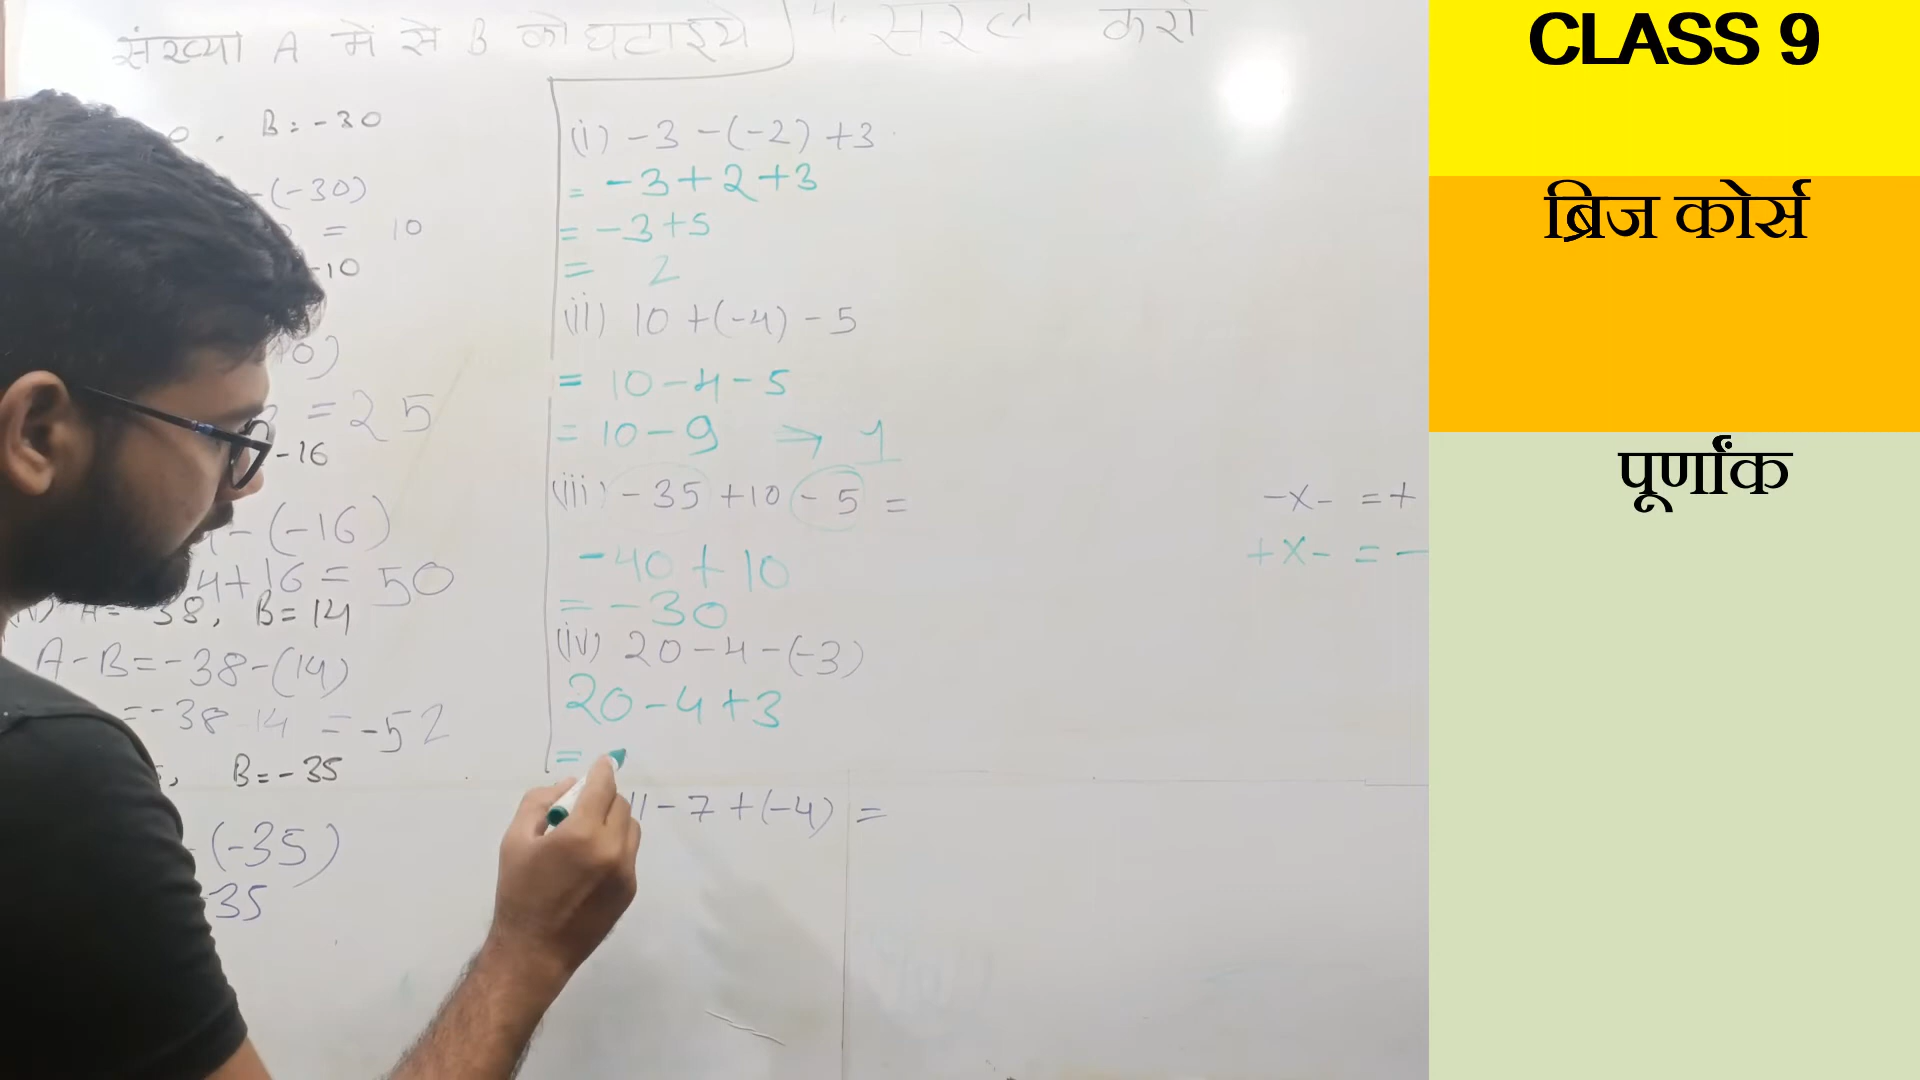 संख्या A में से B को घटाइये
B = -30
-(-30)
= 10
-10
= 25
-16
-(-16)
4+16 = 50
A = -38, B = 14
A-B = -38-(14)
= -38-14 = -52
B = -35
(-35)
35
4. सरल करो
(i) -3 -(-2) +3
= -3+2+3
= -3+5
= 2
(ii) 10 +(-4) - 5
= 10-4-5
= 10-9 → 1
(iii) -35 +10 -5 =
-40 + 10
= -30
(iv) 20-4-(-3)
20-4+3
=
11-7+(-4) =
-x- = +
+x- = -
CLASS 9
ब्रिज कोर्स
पूर्णांक